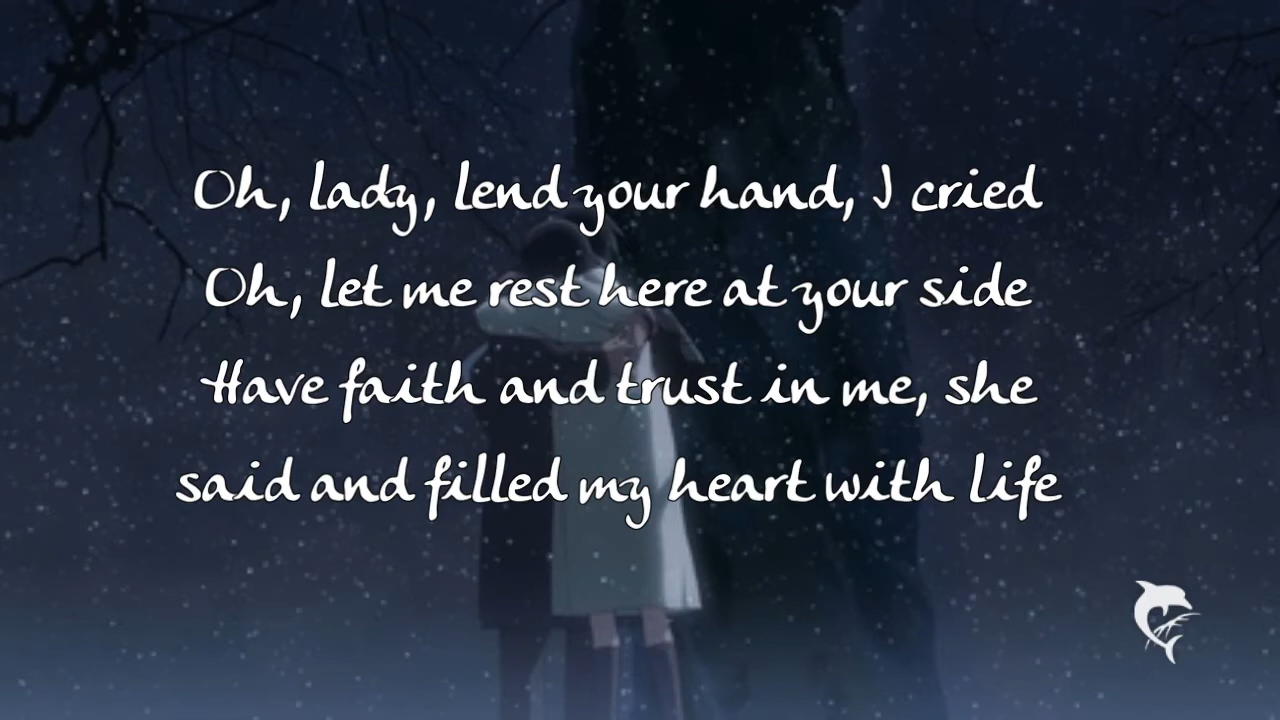 Oh, lady, lend your hand, I cried
Oh, let me rest here at your side
Have faith and trust in me, she
said and filled my heart with life